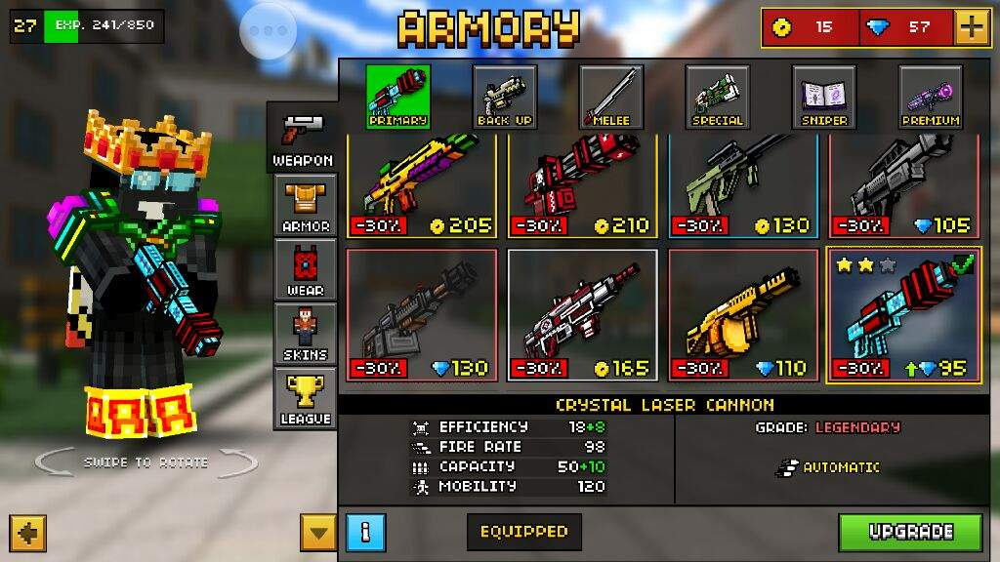 27 EXP. 241/850
ARMORY
15 57
PRIMARY BACK UP MELEE SPECIAL SNIPER PREMIUM
WEAPON
ARMOR
WEAR
SKINS
LEAGUE
-30% 205 -30% 210 -30% 130 -30% 105
-30% 130 -30% 165 -30% 110 -30% 95
CRYSTAL LASER CANNON
EFFICIENCY 18+8
FIRE RATE 98
CAPACITY 50+10
MOBILITY 120
GRADE: LEGENDARY
AUTOMATIC
SWIPE TO ROTATE
i EQUIPPED UPGRADE